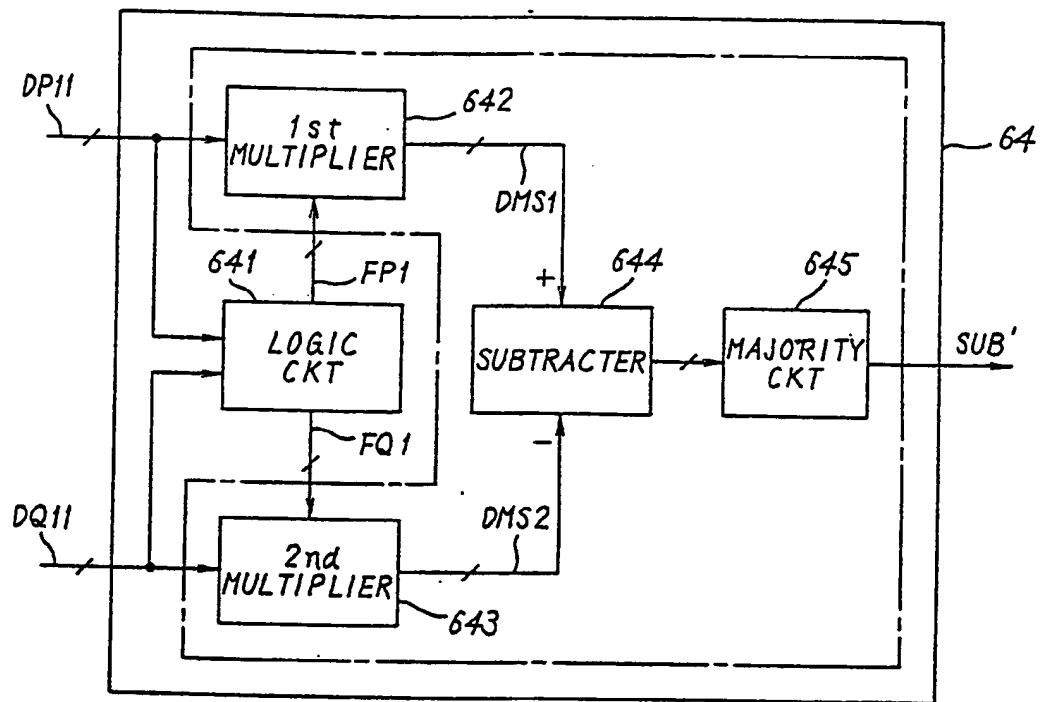 DP11
1st
MULTIPLIER
642
64
DMS1
641
FP1
+
644
645
LOGIC
CKT
SUBTRACTER
MAJORITY
CKT
SUB'
FQ1
-
DQ11
2nd
MULTIPLIER
DMS2
643